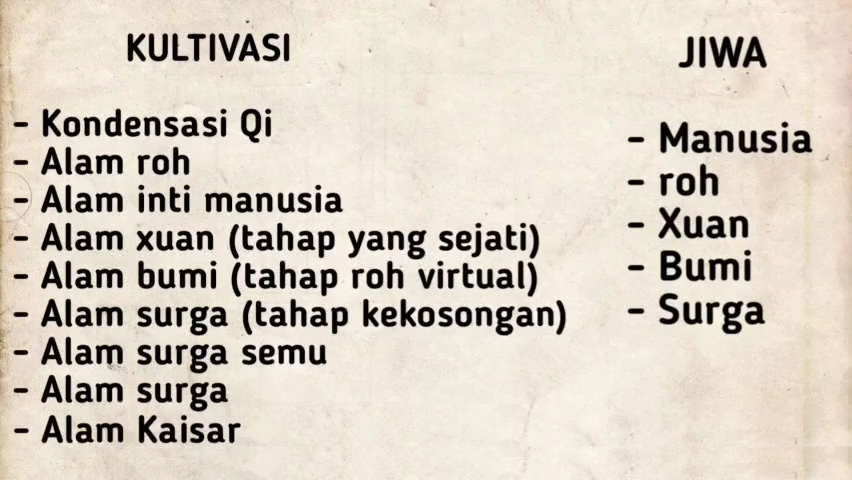 KULTIVASI
- Kondensasi Qi
- Alam roh
- Alam inti manusia
- Alam xuan (tahap yang sejati)
- Alam bumi (tahap roh virtual)
- Alam surga (tahap kekosongan)
- Alam surga semu
- Alam surga
- Alam Kaisar
JIWA
- Manusia
- roh
- Xuan
- Bumi
- Surga